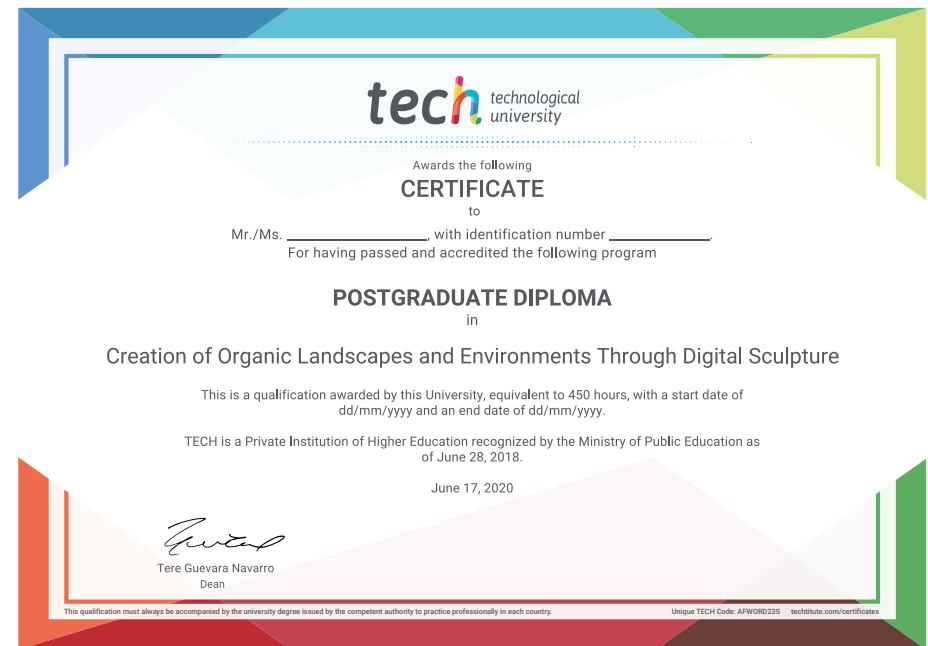 tech technological
university
Awards the following
CERTIFICATE
to
Mr./Ms. ____________________, with identification number ______________.
For having passed and accredited the following program
POSTGRADUATE DIPLOMA
in
Creation of Organic Landscapes and Environments Through Digital Sculpture
This is a qualification awarded by this University, equivalent to 450 hours, with a start date of
dd/mm/yyyy and an end date of dd/mm/yyyy.
TECH is a Private Institution of Higher Education recognized by the Ministry of Public Education as
of June 28, 2018.
June 17, 2020
Tere Guevara Navarro
Dean
This qualification must always be accompanied by the university degree issued by the competent authority to practice professionally in each country. Unique TECH Code: AFWORD23S techtitute.com/certificates